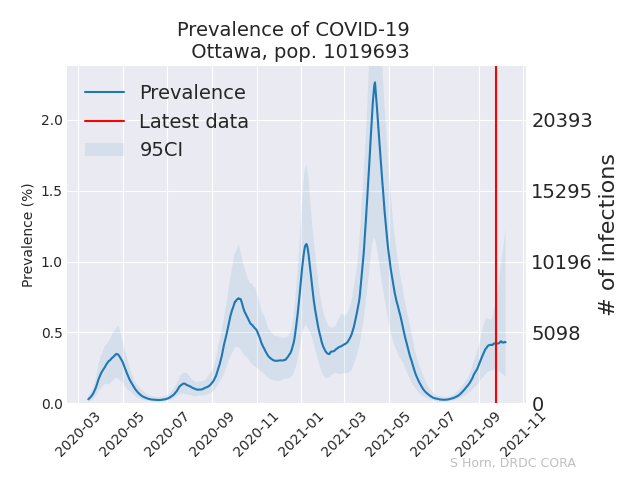 Prevalence of COVID-19
Ottawa, pop. 1019693
Prevalence
Latest data
95CI
Prevalence (%)
2.0
1.5
1.0
0.5
0.0
20393
15295
10196
5098
0
# of infections
2020-03
2020-05
2020-07
2020-09
2020-11
2021-01
2021-03
2021-05
2021-07
2021-09
2021-11
S Horn, DRDC CORA